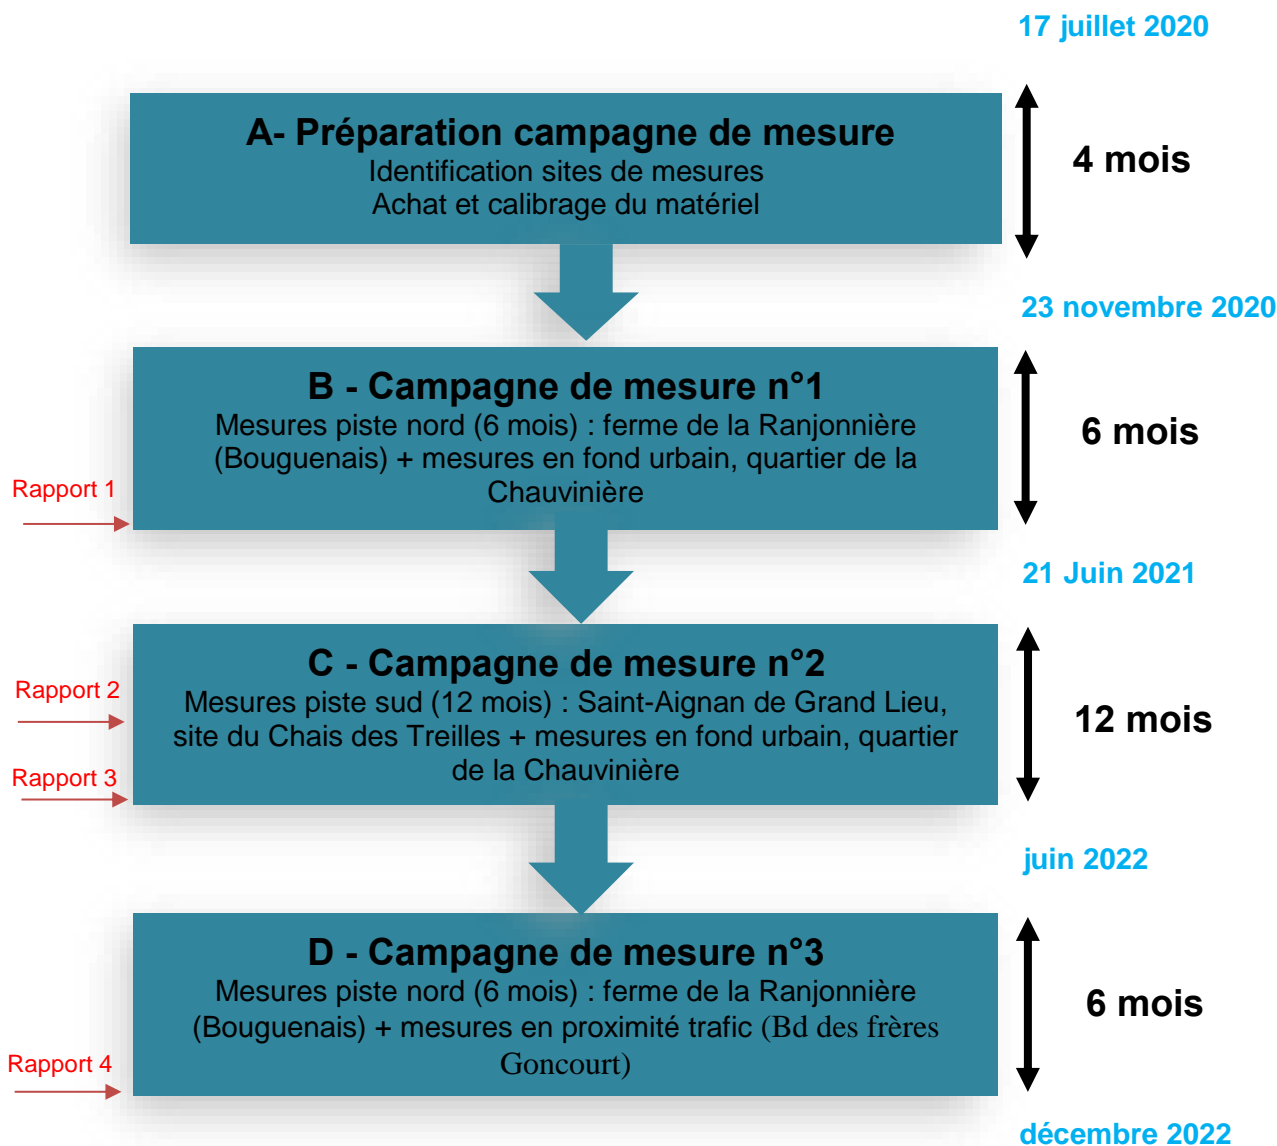 17 juillet 2020
A- Préparation campagne de mesure
Identification sites de mesures
Achat et calibrage du matériel
4 mois
23 novembre 2020
B - Campagne de mesure n°1
Mesures piste nord (6 mois) : ferme de la Ranjonnière
(Bouguenais) + mesures en fond urbain, quartier de la
Chauvinière
6 mois
Rapport 1
21 Juin 2021
C - Campagne de mesure n°2
Mesures piste sud (12 mois) : Saint-Aignan de Grand Lieu,
site du Chais des Treilles + mesures en fond urbain, quartier
de la Chauvinière
12 mois
Rapport 2
Rapport 3
juin 2022
D - Campagne de mesure n°3
Mesures piste nord (6 mois) : ferme de la Ranjonnière
(Bouguenais) + mesures en proximité trafic (Bd des frères
Goncourt)
6 mois
Rapport 4
décembre 2022